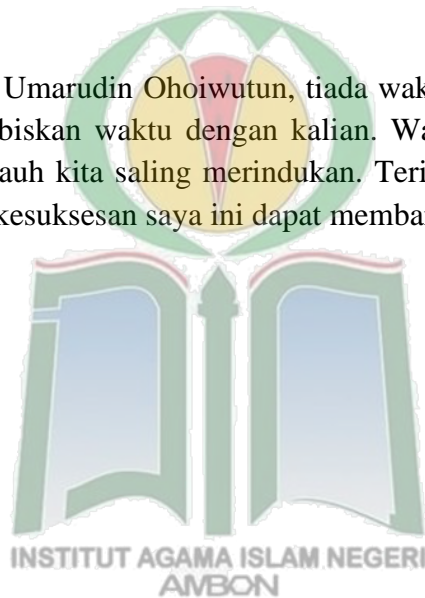 Umarudin Ohoiwutun, tiada wak
biskan waktu dengan kalian. Wa
auh kita saling merindukan. Teri
kesuksesan saya ini dapat memba
INSTITUT AGAMA ISLAM NEGERI
AMBON